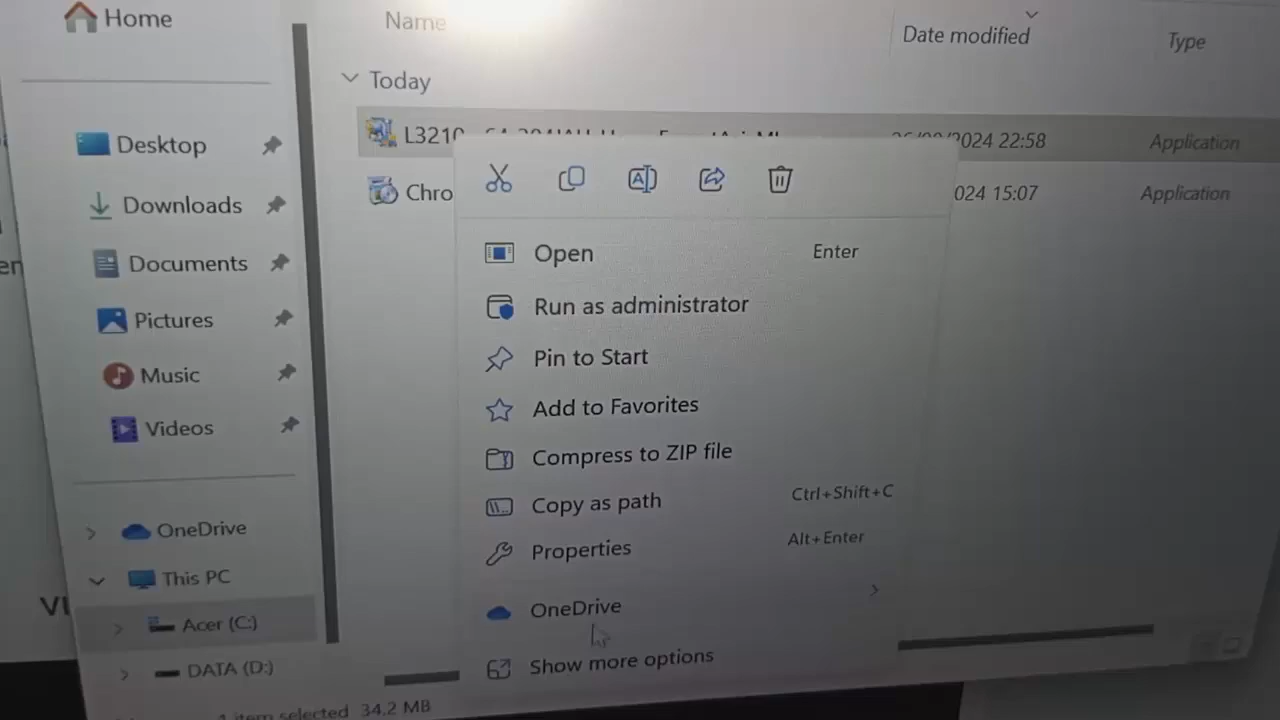 Home
Name
Date modified
Type
Today
L3210
2024 22:58
Application
Chro
024 15:07
Application
Desktop
Downloads
Documents
Pictures
Music
Videos
OneDrive
This PC
Acer (C:)
DATA (D:)
Open Enter
Run as administrator
Pin to Start
Add to Favorites
Compress to ZIP file
Copy as path Ctrl+Shift+C
Properties Alt+Enter
OneDrive
Show more options
item selected 34.2 MB